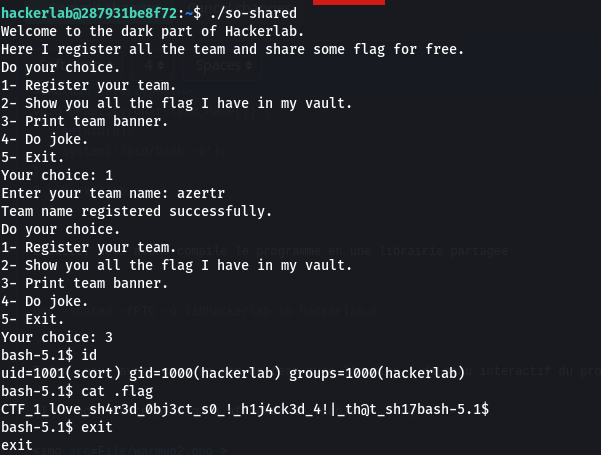 hackerlab@287931be8f72:~$ ./so-shared
Welcome to the dark part of Hackerlab.
Here I register all the team and share some flag for free.
Do your choice.
1- Register your team.
2- Show you all the flag I have in my vault.
3- Print team banner.
4- Do joke.
5- Exit.
Your choice: 1
Enter your team name: azertr
Team name registered successfully.
Do your choice.
1- Register your team.
2- Show you all the flag I have in my vault.
3- Print team banner.
4- Do joke.
5- Exit.
Your choice: 3
bash-5.1$ id
uid=1001(scort) gid=1000(hackerlab) groups=1000(hackerlab)
bash-5.1$ cat .flag
CTF_1_lOve_sh4r3d_0bj3ct_s0_!_h1j4ck3d_4!|_th@t_sh17bash-5.1$
bash-5.1$ exit
exit